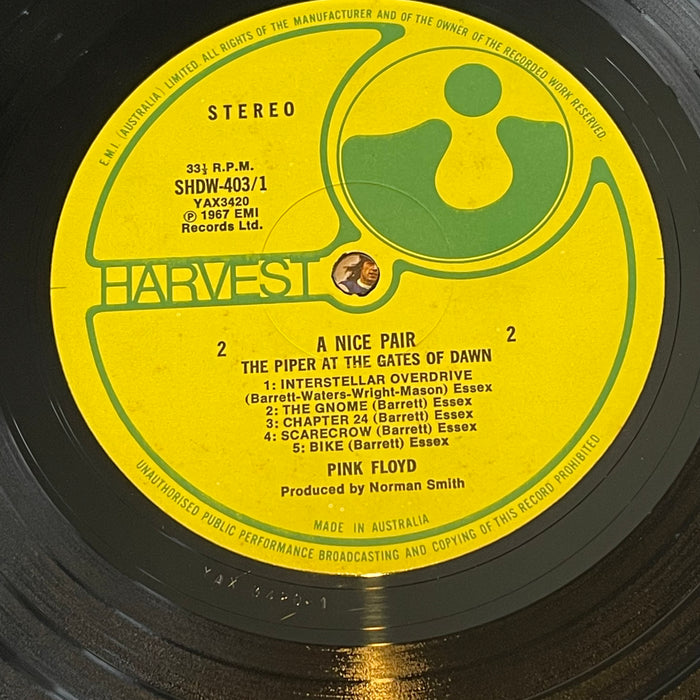 E.M.I. (AUSTRALIA) LIMITED. ALL RIGHTS OF THE MANUFACTURER AND OF THE OWNER OF THE RECORDED WORK RESERVED
STEREO
33⅓ R.P.M.
SHDW-403/1
YAX3420
Ⓟ 1967 EMI
Records Ltd.
HARVEST
2 A NICE PAIR 2
THE PIPER AT THE GATES OF DAWN
1: INTERSTELLAR OVERDRIVE
(Barrett-Waters-Wright-Mason) Essex
2: THE GNOME (Barrett) Essex
3: CHAPTER 24 (Barrett) Essex
4: SCARECROW (Barrett) Essex
5: BIKE (Barrett) Essex
PINK FLOYD
Produced by Norman Smith
MADE IN AUSTRALIA
UNAUTHORISED PUBLIC PERFORMANCE BROADCASTING AND COPYING OF THIS RECORD PROHIBITED
YAX 3420-1